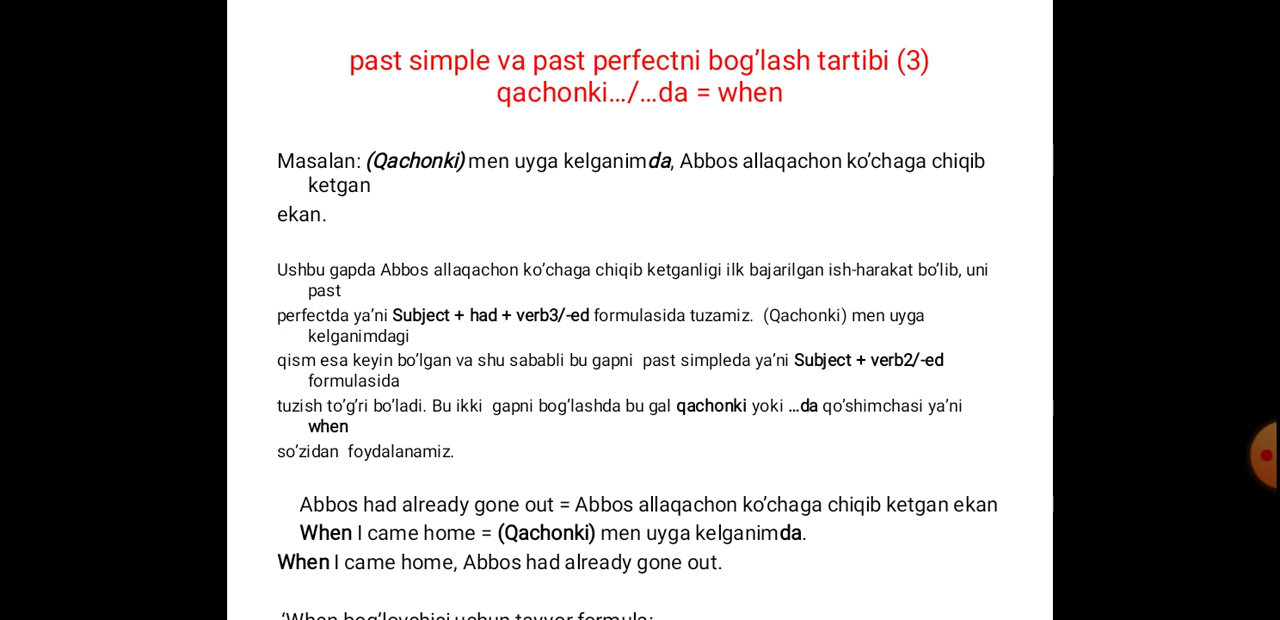 past simple va past perfectni bog’lash tartibi (3)
qachonki…/…da = when
Masalan: (Qachonki) men uyga kelganimda, Abbos allaqachon ko’chaga chiqib
ketgan
ekan.
Ushbu gapda Abbos allaqachon ko’chaga chiqib ketganligi ilk bajarilgan ish-harakat bo’lib, uni
past
perfectda ya’ni Subject + had + verb3/-ed formulasida tuzamiz. (Qachonki) men uyga
kelganimdagi
qism esa keyin bo’lgan va shu sababli bu gapni past simpleda ya’ni Subject + verb2/-ed
formulasida
tuzish to’g’ri bo’ladi. Bu ikki gapni bog’lashda bu gal qachonki yoki …da qo’shimchasi ya’ni
when
so’zidan foydalanamiz.
Abbos had already gone out = Abbos allaqachon ko’chaga chiqib ketgan ekan
When I came home = (Qachonki) men uyga kelganimda.
When I came home, Abbos had already gone out.
‘When bog’lovchisi uchun tayyor formula: